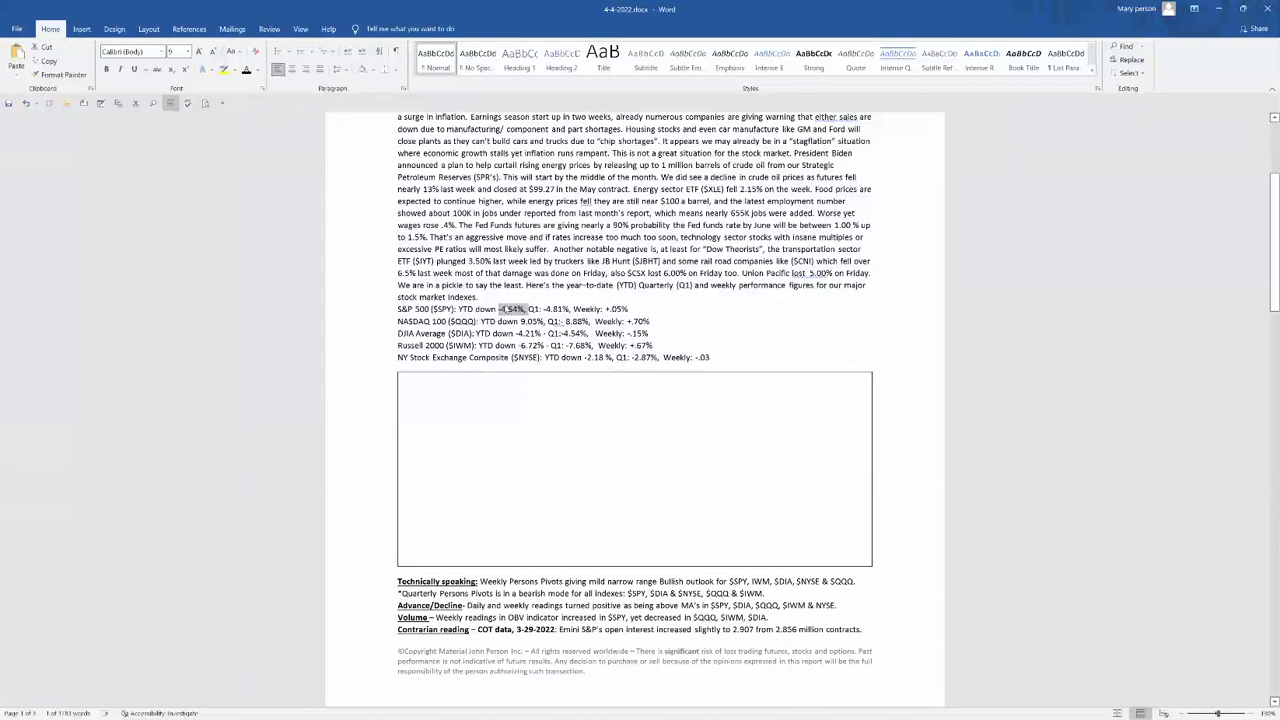 4-4-2022.docx - Word
Mary person
File Home Insert Design Layout References Mailings Review View Help Tell me what you want to do
Share
Paste
Cut
Copy
Format Painter
Clipboard
Calibri (Body) 9
Font
Paragraph
AaBbCcDd AaBbCcDd AaBbCc AaBbCcC AaB AaBbCcC AaBbCcDd AaBbCcDd AaBbCcDd AaBbCcDd AaBbCcDd AaBbCcDd AaBbCcDd AaBbCcDd AaBbCcDd AaBbCcDd
¶ Normal ¶ No Spac... Heading 1 Heading 2 Title Subtitle Subtle Em... Emphasis Intense E... Strong Quote Intense Q... Subtle Ref... Intense R... Book Title ¶ List Para...
Styles
Find
Replace
Select
Editing
a surge in inflation. Earnings season start up in two weeks, already numerous companies are giving warning that either sales are
down due to manufacturing/ component and part shortages. Housing stocks and even car manufacture like GM and Ford will
close plants as they can't build cars and trucks due to "chip shortages". It appears we may already be in a "stagflation" situation
where economic growth stalls yet inflation runs rampant. This is not a great situation for the stock market. President Biden
announced a plan to help curtail rising energy prices by releasing up to 1 million barrels of crude oil from our Strategic
Petroleum Reserves (SPR's). This will start by the middle of the month. We did see a decline in crude oil prices as futures fell
nearly 13% last week and closed at $99.27 in the May contract. Energy sector ETF ($XLE) fell 2.15% on the week. Food prices are
expected to continue higher, while energy prices fell they are still near $100 a barrel, and the latest employment number
showed about 100K in jobs under reported from last month's report, which means nearly 655K jobs were added. Worse yet
wages rose .4%. The Fed Funds futures are giving nearly a 90% probability the Fed funds rate by June will be between 1.00 % up
to 1.5%. That's an aggressive move and if rates increase too much too soon, technology sector stocks with insane multiples or
excessive PE ratios will most likely suffer. Another notable negative is, at least for "Dow Theorists", the transportation sector
ETF ($IYT) plunged 3.50% last week led by truckers like JB Hunt ($JBHT) and some rail road companies like ($CNI) which fell over
6.5% last week most of that damage was done on Friday, also $CSX lost 6.00% on Friday too. Union Pacific lost 5.00% on Friday.
We are in a pickle to say the least. Here's the year-to-date (YTD) Quarterly (Q1) and weekly performance figures for our major
stock market Indexes.
S&P 500 ($SPY): YTD down -4.54%, Q1: -4.81%, Weekly: +.05%
NASDAQ 100 ($QQQ): YTD down 9.05%, Q1:- 8.88%, Weekly: +.70%
DJIA Average ($DIA): YTD down -4.21% - Q1:-4.54%, Weekly: -.15%
Russell 2000 ($IWM): YTD down -6.72% - Q1: -7.68%, Weekly: +.67%
NY Stock Exchange Composite ($NYSE): YTD down -2.18 %, Q1: -2.87%, Weekly: -.03
Technically speaking: Weekly Persons Pivots giving mild narrow range Bullish outlook for $SPY, IWM, $DIA, $NYSE & $QQQ.
*Quarterly Persons Pivots is in a bearish mode for all indexes: $SPY, $DIA & $NYSE, $QQQ & $IWM.
Advance/Decline- Daily and weekly readings turned positive as being above MA's in $SPY, $DIA, $QQQ, $IWM & NYSE.
Volume – Weekly readings in OBV indicator increased in $SPY, yet decreased in $QQQ, $IWM, $DIA.
Contrarian reading – COT data, 3-29-2022: Emini S&P's open interest increased slightly to 2.907 from 2.856 million contracts.
©Copyright Material John Person Inc. – All rights reserved worldwide – There is significant risk of loss trading futures, stocks and options. Past
performance is not indicative of future results. Any decision to purchase or sell because of the opinions expressed in this report will be the full
responsibility of the person authorizing such transaction.
Page 1 of 1 1 of 1783 words Accessibility: Investigate
130%